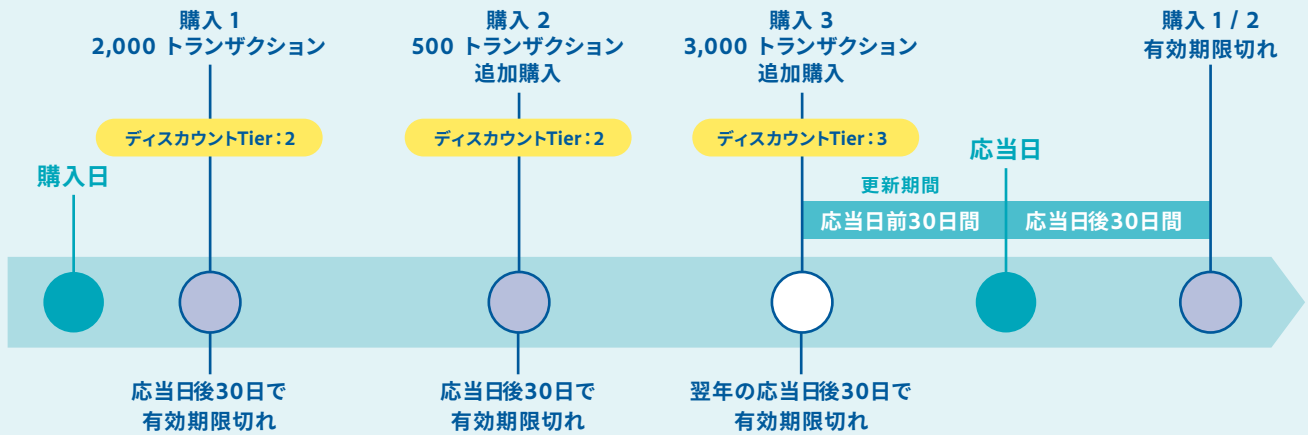 購入 1
2,000 トランザクション
購入 2
500 トランザクション
追加購入
購入 3
3,000 トランザクション
追加購入
購入 1 / 2
有効期限切れ
ディスカウントTier:2
ディスカウントTier:2
ディスカウントTier:3
購入日
応当日
更新期間
応当日前30日間
応当日後30日間
応当日後30日で
有効期限切れ
応当日後30日で
有効期限切れ
翌年の応当日後30日で
有効期限切れ